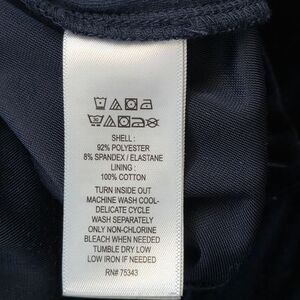 SHELL :
92% POLYESTER
8% SPANDEX / ELASTANE
LINING :
100% COTTON
TURN INSIDE OUT
MACHINE WASH COOL-
DELICATE CYCLE
WASH SEPARATELY
ONLY NON-CHLORINE
BLEACH WHEN NEEDED
TUMBLE DRY LOW
LOW IRON IF NEEDED
RN# 75343